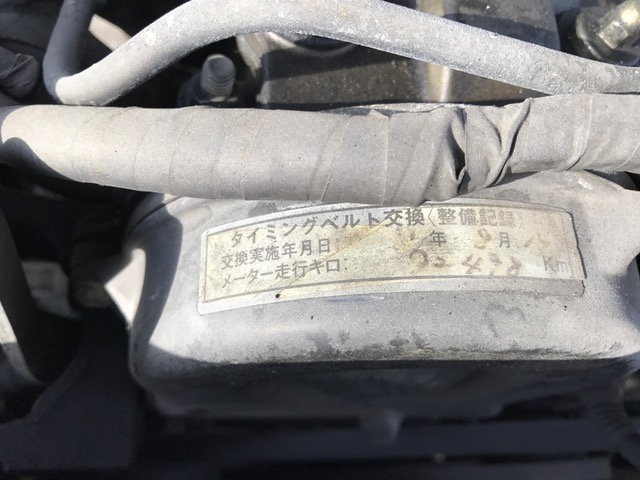 タイミングベルト交換〈整備記録〉
交換実施年月日: 年 8月
メーター走行キロ: Km